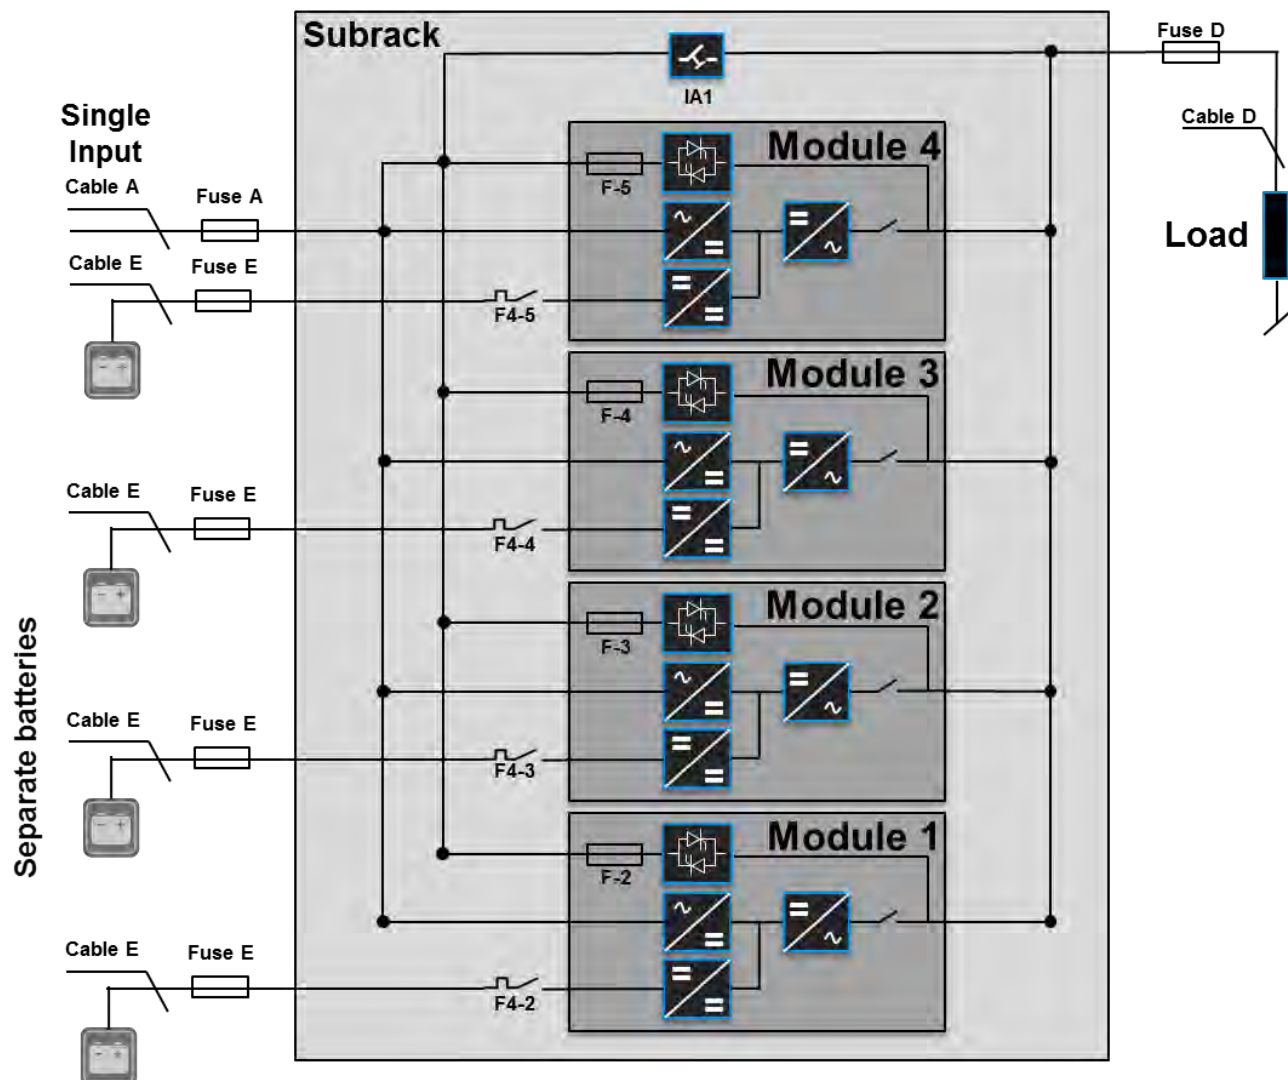 Subrack
Fuse D
IA1
Single
Input
Cable D
Module 4
Cable A
Fuse A
F-5
Load
Cable E
Fuse E
F4-5
Module 3
F-4
Cable E
Fuse E
F4-4
Module 2
F-3
Separate batteries
Cable E
Fuse E
F4-3
Module 1
F-2
Cable E
Fuse E
F4-2